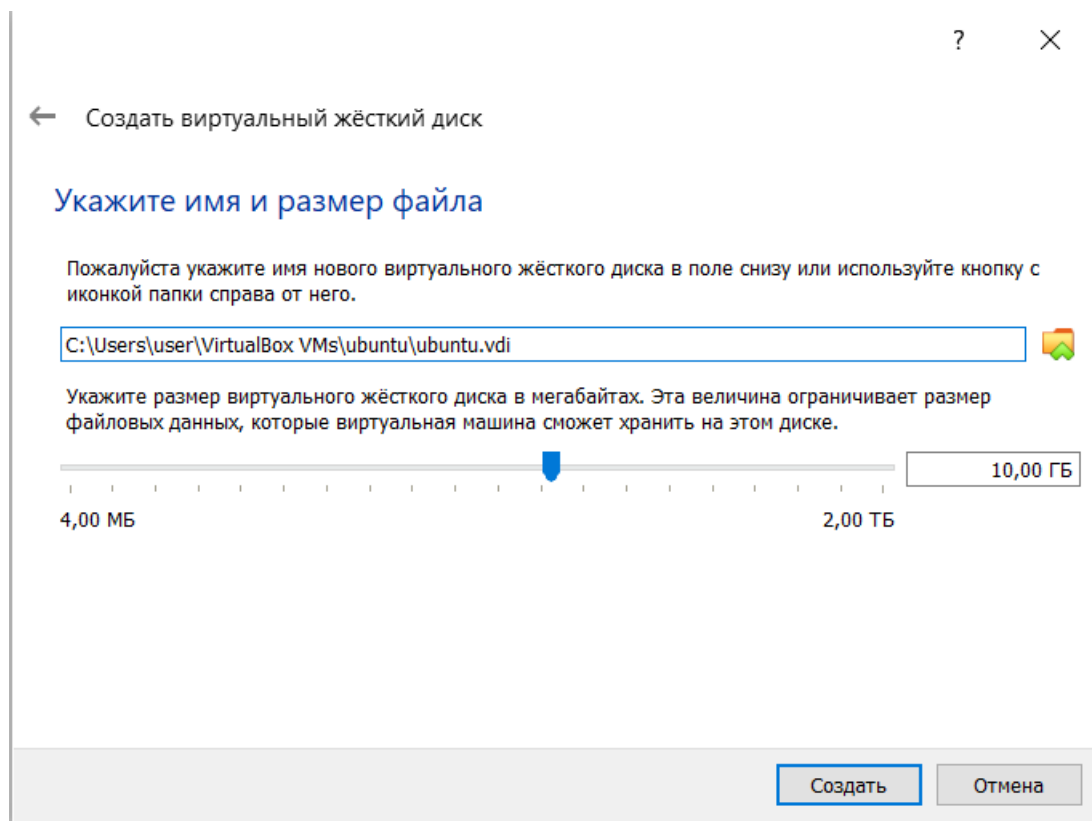 ?
Создать виртуальный жёсткий диск
Укажите имя и размер файла
Пожалуйста укажите имя нового виртуального жёсткого диска в поле снизу или используйте кнопку с
иконкой папки справа от него.
C:\Users\user\VirtualBox VMs\ubuntu\ubuntu.vdi
Укажите размер виртуального жёсткого диска в мегабайтах. Эта величина ограничивает размер
файловых данных, которые виртуальная машина сможет хранить на этом диске.
10,00 ГБ
4,00 МБ 2,00 ТБ
Создать Отмена